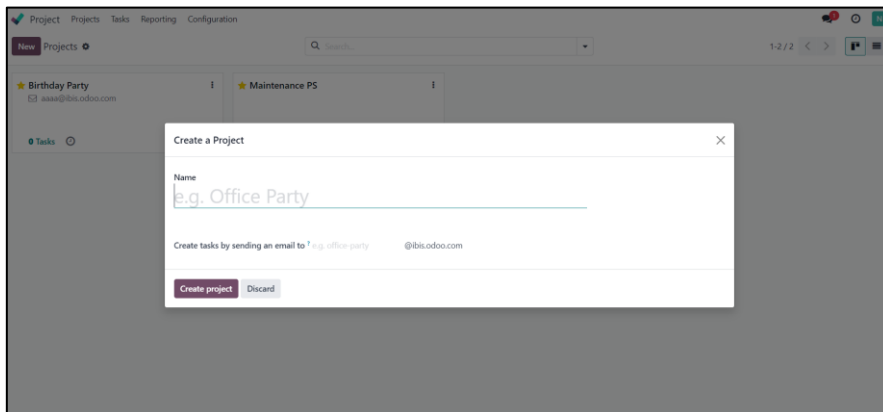 Project Projects Tasks Reporting Configuration
New Projects
Search...
1-2 / 2
Birthday Party
aaaa@ibis.odoo.com
0 Tasks
Maintenance PS
Create a Project
Name
e.g. Office Party
Create tasks by sending an email to ? e.g. office-party @ibis.odoo.com
Create project Discard